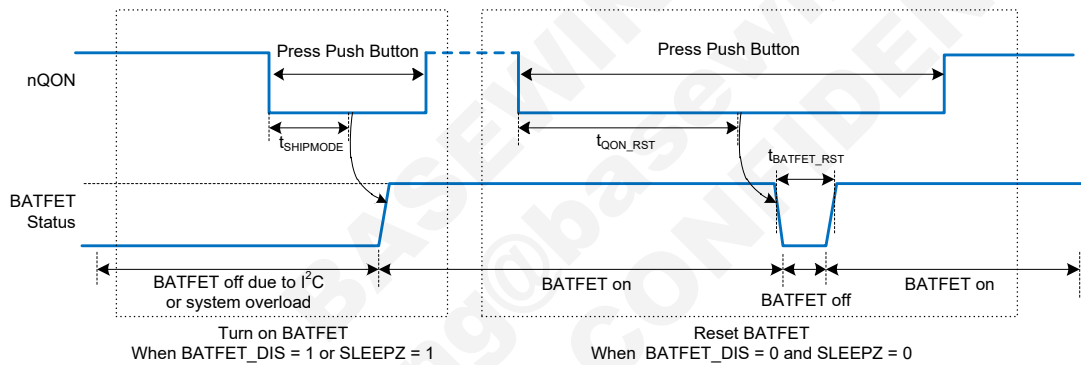 Press Push Button
Press Push Button
nQON
tSHIPMODE
tQON_RST
tBATFET_RST
BATFET
Status
BATFET off due to I²C
or system overload
BATFET on
BATFET off
BATFET on
Turn on BATFET
When BATFET_DIS = 1 or SLEEPZ = 1
Reset BATFET
When BATFET_DIS = 0 and SLEEPZ = 0
BASEWIN
CONFIDEN